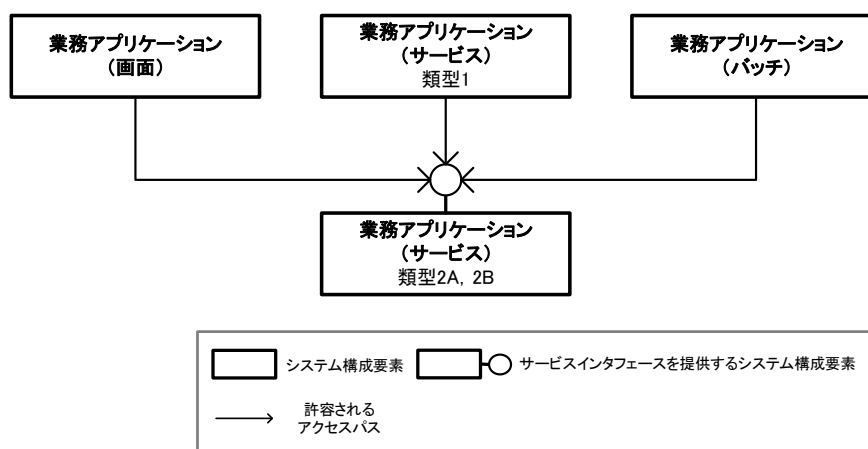 業務アプリケーション
(画面)
業務アプリケーション
(サービス)
類型1
業務アプリケーション
(バッチ)
業務アプリケーション
(サービス)
類型2A, 2B
システム構成要素
サービスインタフェースを提供するシステム構成要素
許容される
アクセスパス